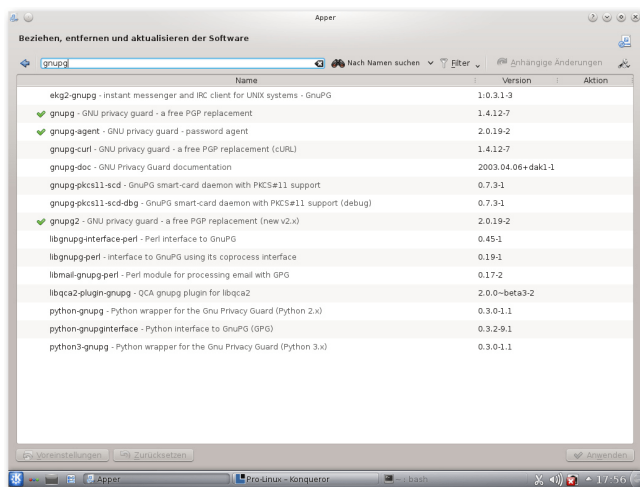 Apper
Beziehen, entfernen und aktualisieren der Software
gnupg Nach Namen suchen Filter Anhängige Änderungen
Name Version Aktion
ekg2-gnupg - instant messenger and IRC client for UNIX systems - GnuPG 1:0.3.1-3
gnupg - GNU privacy guard - a free PGP replacement 1.4.12-7
gnupg-agent - GNU privacy guard - password agent 2.0.19-2
gnupg-curl - GNU privacy guard - a free PGP replacement (cURL) 1.4.12-7
gnupg-doc - GNU Privacy Guard documentation 2003.04.06+dak1-1
gnupg-pkcs11-scd - GnuPG smart-card daemon with PKCS#11 support 0.7.3-1
gnupg-pkcs11-scd-dbg - GnuPG smart-card daemon with PKCS#11 support (debug) 0.7.3-1
gnupg2 - GNU privacy guard - a free PGP replacement (new v2.x) 2.0.19-2
libgnupg-interface-perl - Perl interface to GnuPG 0.45-1
libgnupg-perl - interface to GnuPG using its coprocess interface 0.19-1
libmail-gnupg-perl - Perl module for processing email with GPG 0.17-2
libqca2-plugin-gnupg - QCA gnupg plugin for libqca2 2.0.0~beta3-2
python-gnupg - Python wrapper for the Gnu Privacy Guard (Python 2.x) 0.3.0-1.1
python-gnupginterface - Python interface to GnuPG (GPG) 0.3.2-9.1
python3-gnupg - Python wrapper for the Gnu Privacy Guard (Python 3.x) 0.3.0-1.1
Voreinstellungen Zurücksetzen Anwenden
Apper Pro-Linux – Konqueror ~ : bash 17:56